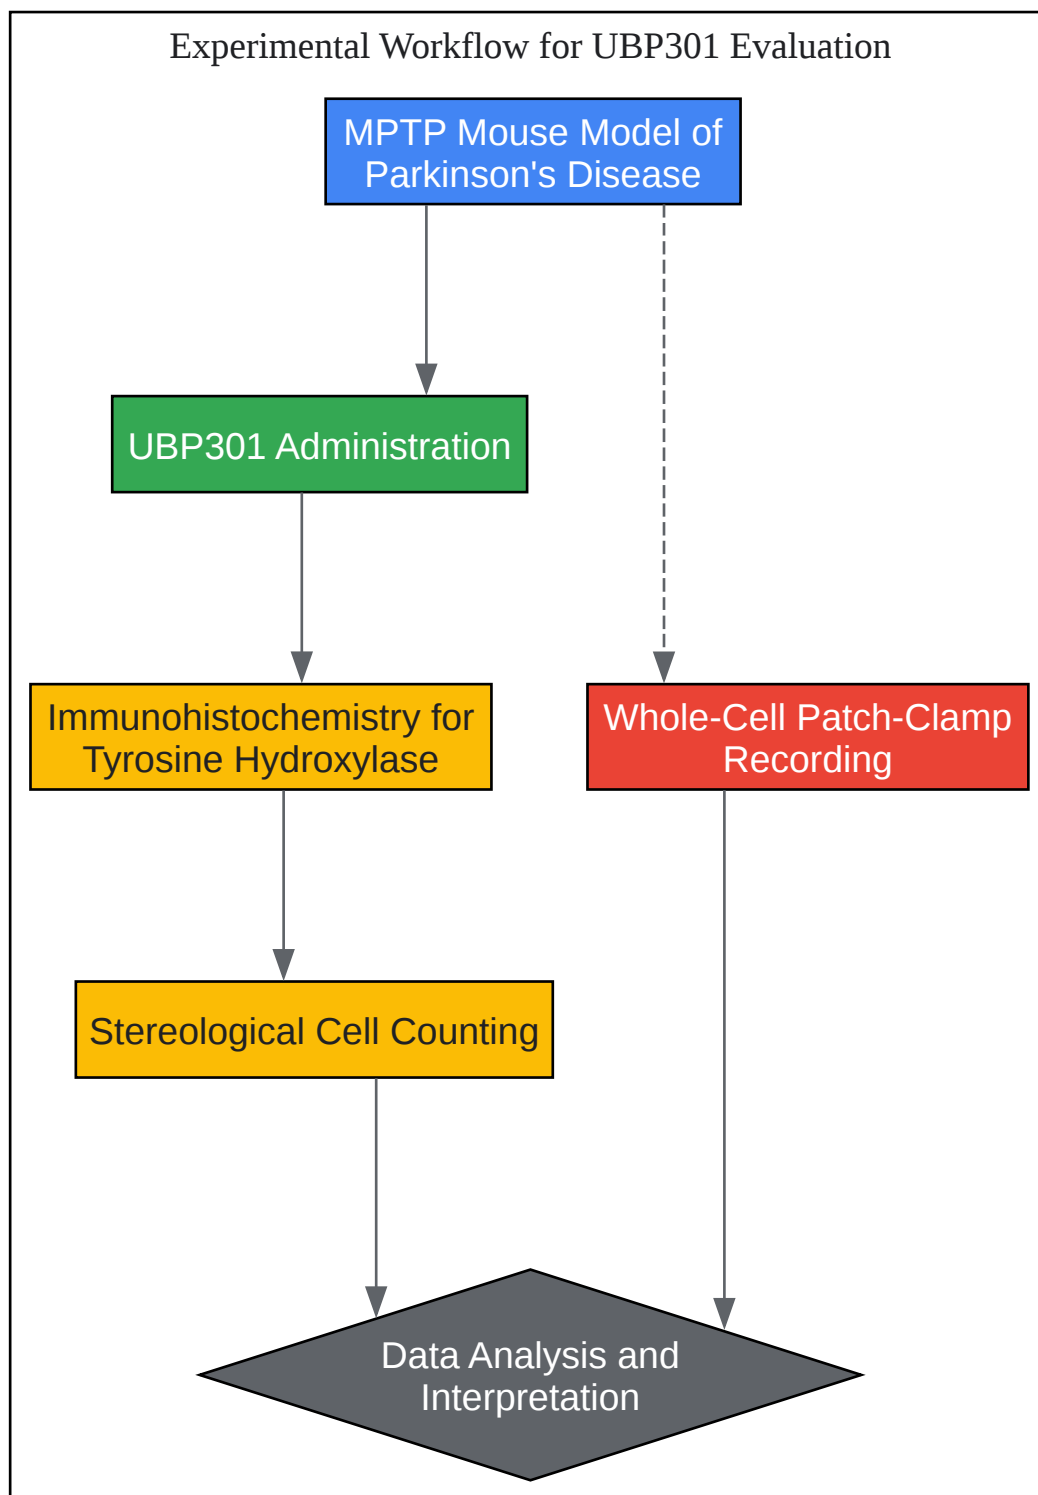 Experimental Workflow for UBP301 Evaluation
MPTP Mouse Model of
Parkinson's Disease
UBP301 Administration
Immunohistochemistry for
Tyrosine Hydroxylase
Whole-Cell Patch-Clamp
Recording
Stereological Cell Counting
Data Analysis and
Interpretation